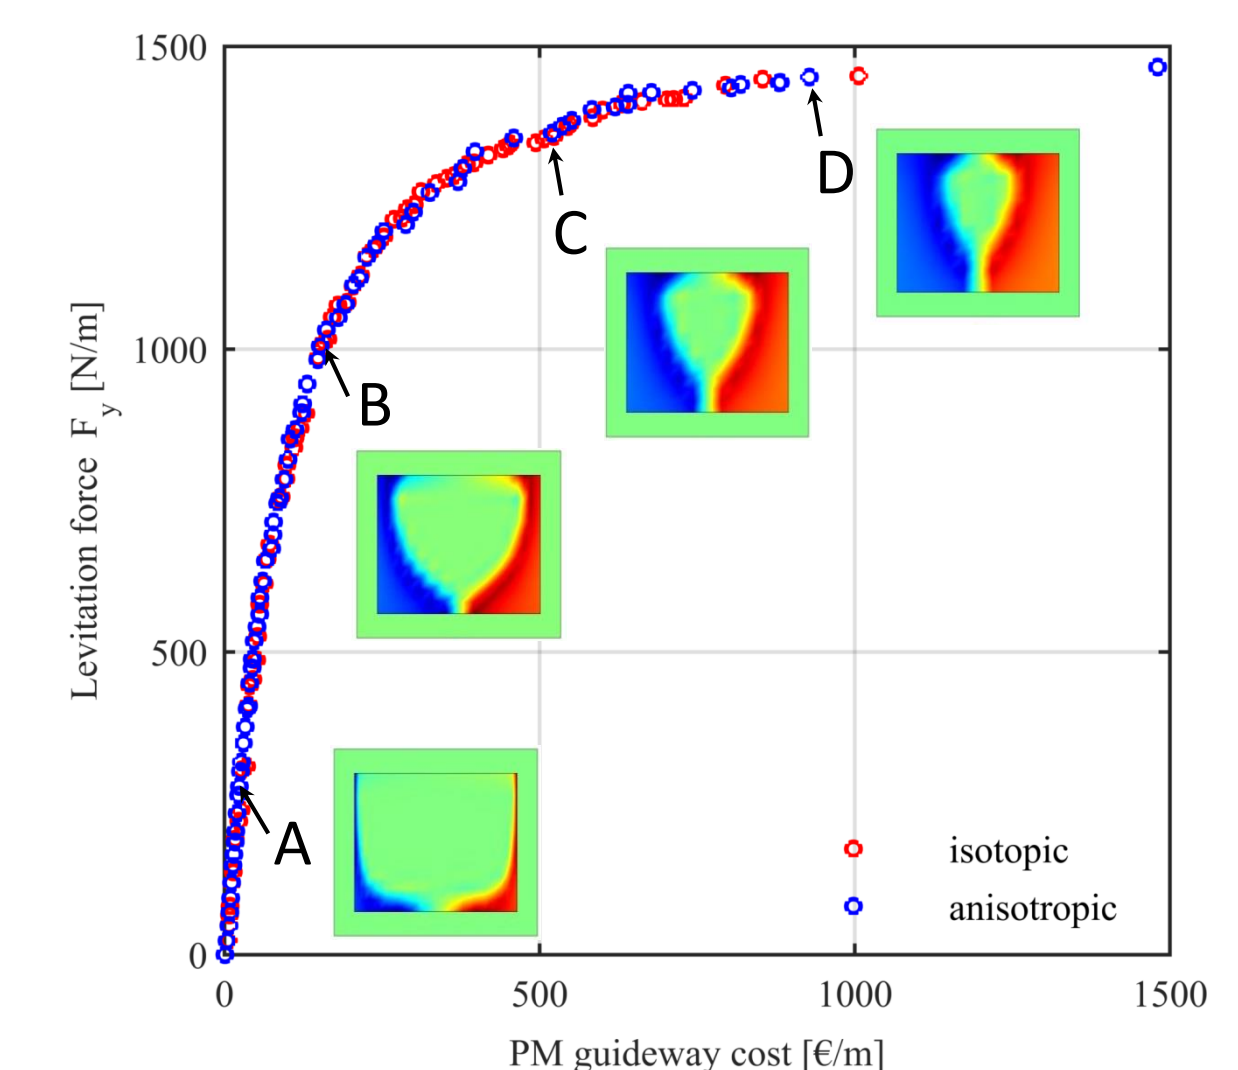 1500
1000
500
0
0
500
1000
1500
Levitation force F_y [N/m]
PM guideway cost [€/m]
A
B
C
D
isotopic
anisotropic